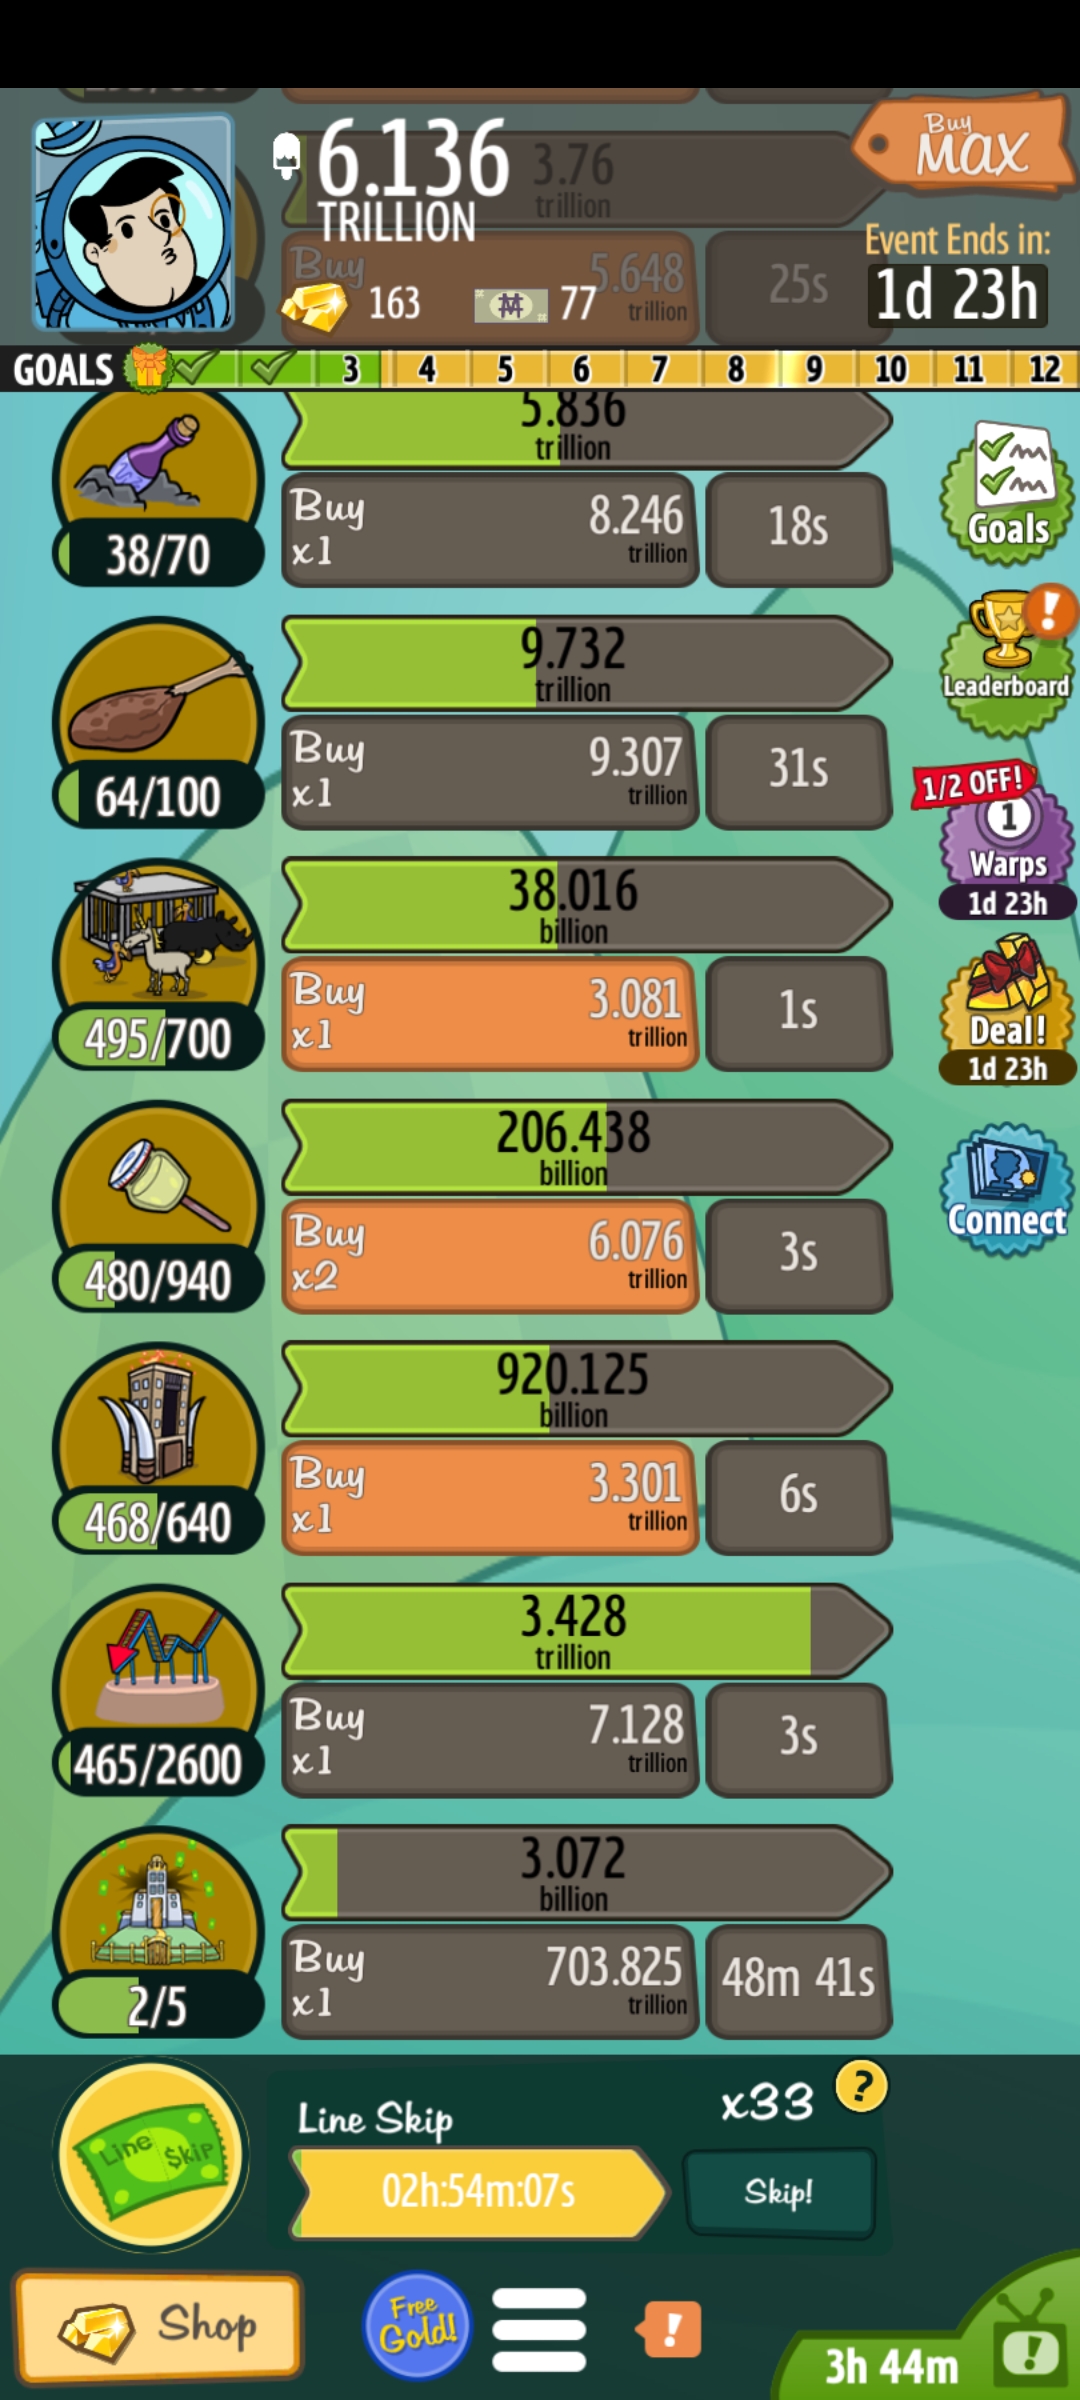 6.136
TRILLION
3.76
trillion
Buy
MAX
Buy
5.648
trillion
25s
163
77
Event Ends in:
1d 23h
GOALS 3 4 5 6 7 8 9 10 11 12
5.836
trillion
38/70
Buy
x1
8.246
trillion
18s
Goals
9.732
trillion
64/100
Buy
x1
9.307
trillion
31s
!
Leaderboard
1/2 OFF!
1
Warps
1d 23h
38.016
billion
495/700
Buy
x1
3.081
trillion
1s
Deal!
1d 23h
206.438
billion
480/940
Buy
x2
6.076
trillion
3s
Connect
920.125
billion
468/640
Buy
x1
3.301
trillion
6s
3.428
trillion
465/2600
Buy
x1
7.128
trillion
3s
3.072
billion
2/5
Buy
x1
703.825
trillion
48m 41s
Line $kip
Line Skip
x33
?
02h:54m:07s
Skip!
Shop
Free
Gold!
!
3h 44m
!